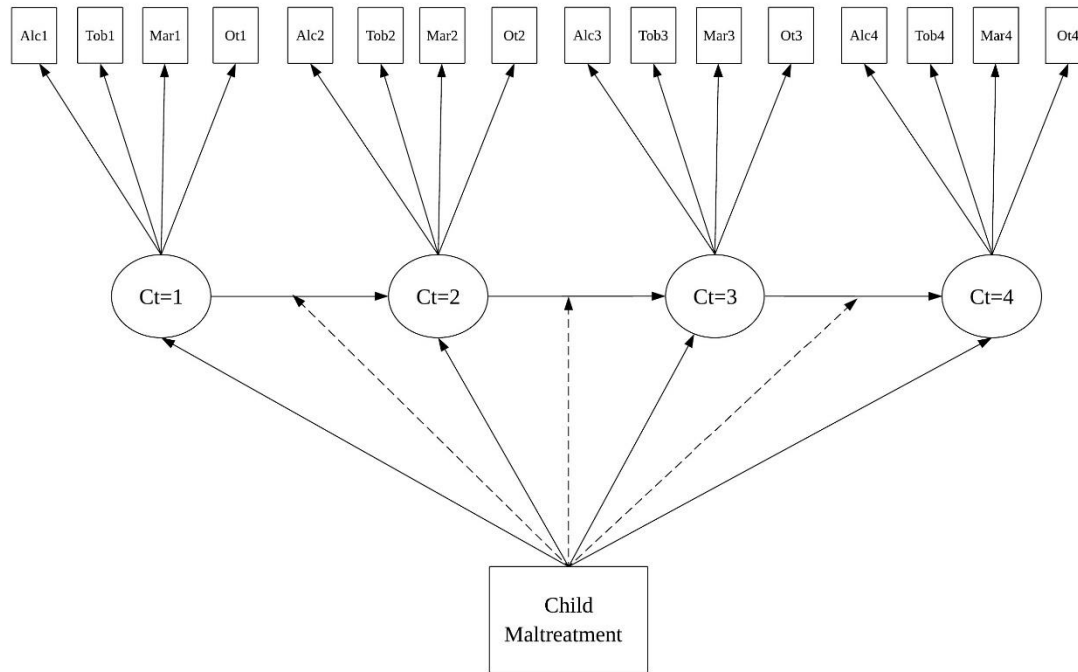 Alc1 Tob1 Mar1 Ot1 Alc2 Tob2 Mar2 Ot2 Alc3 Tob3 Mar3 Ot3 Alc4 Tob4 Mar4 Ot4
Ct=1 Ct=2 Ct=3 Ct=4
Child
Maltreatment